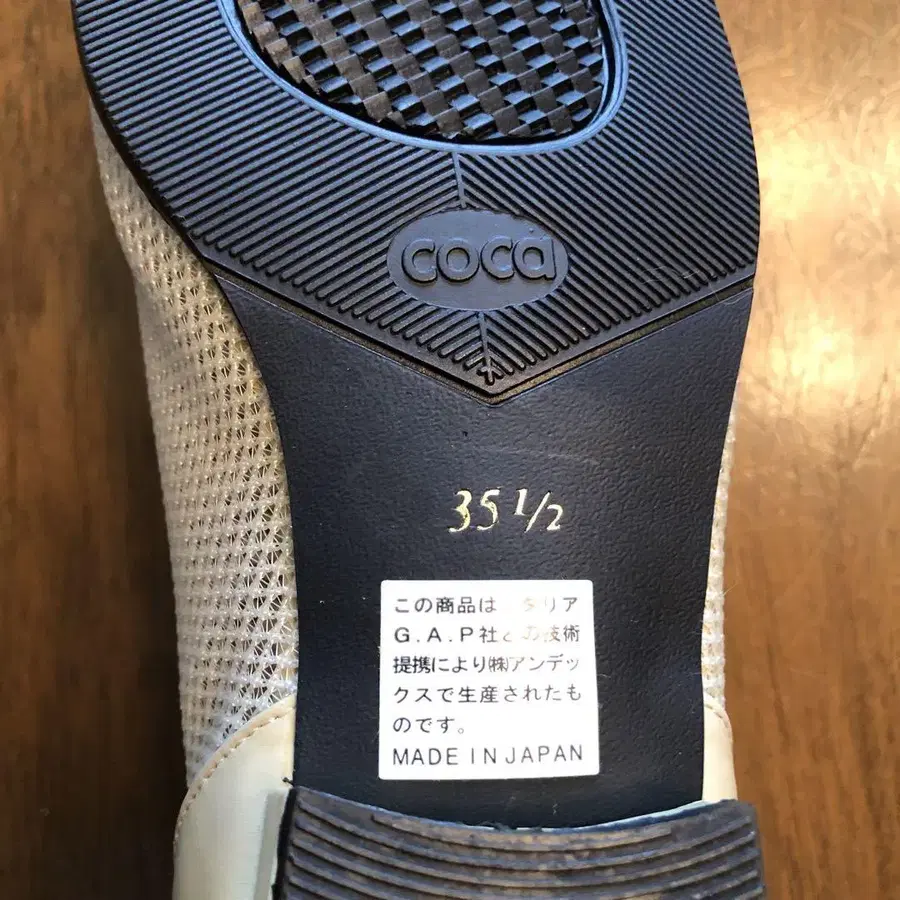 coca
35 1/2
この商品はイタリア
G.A.P社との技術
提携により㈱アンデッ
クスで生産されたも
のです。
MADE IN JAPAN